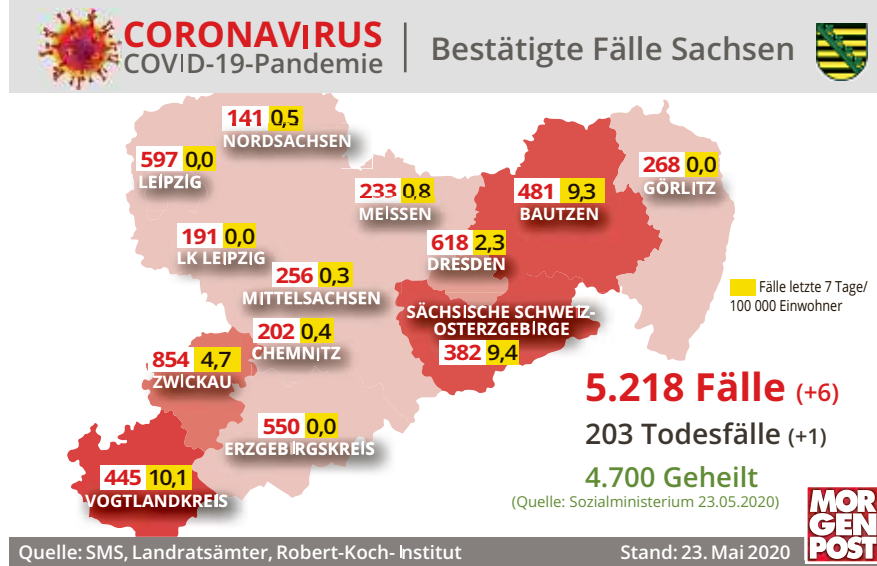 CORONAVIRUS
COVID-19-Pandemie
Bestätigte Fälle Sachsen
141 0,5
NORDSACHSEN
597 0,0
LEIPZIG
268 0,0
GÖRLITZ
233 0,8
MEISSEN
481 9,3
BAUTZEN
191 0,0
LK LEIPZIG
618 2,3
DRESDEN
256 0,3
MITTELSACHSEN
Fälle letzte 7 Tage/
100 000 Einwohner
SÄCHSISCHE SCHWEIZ-
OSTERZGEBIRGE
382 9,4
202 0,4
CHEMNITZ
854 4,7
ZWICKAU
550 0,0
ERZGEBIRGSKREIS
445 10,1
VOGTLANDKREIS
5.218 Fälle (+6)
203 Todesfälle (+1)
4.700 Geheilt
(Quelle: Sozialministerium 23.05.2020)
MOR
GEN
POST
Quelle: SMS, Landratsämter, Robert-Koch- Institut
Stand: 23. Mai 2020